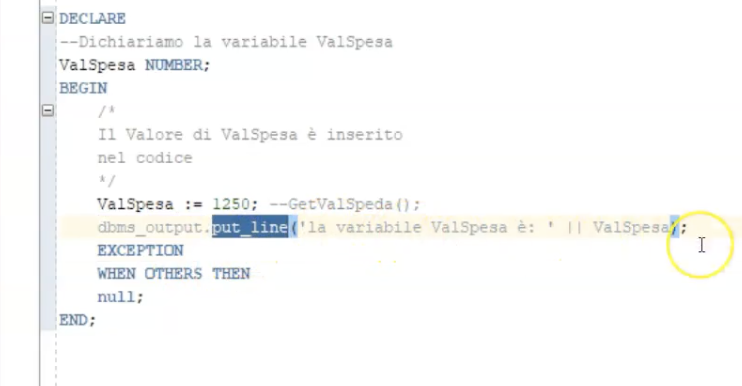 DECLARE
--Dichiariamo la variabile ValSpesa
ValSpesa NUMBER;
BEGIN
/*
Il Valore di ValSpesa è inserito
nel codice
*/
ValSpesa := 1250; --GetValSpeda();
dbms_output.put_line('la variabile ValSpesa è: ' || ValSpesa);
EXCEPTION
WHEN OTHERS THEN
null;
END;